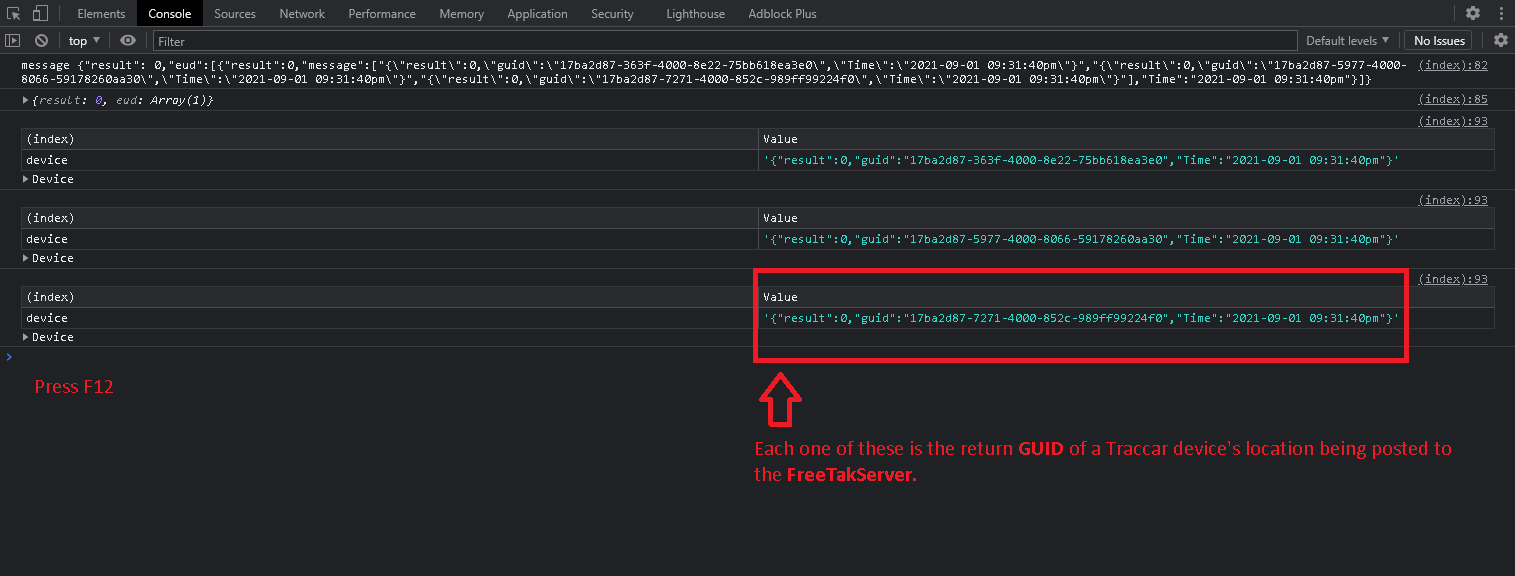 Elements Console Sources Network Performance Memory Application Security Lighthouse Adblock Plus
top Filter Default levels No Issues
message {"result": 0,"eud":[{"result":0,"message":["{\"result\":0,\"guid\":\"17ba2d87-363f-4000-8e22-75bb618ea3e0\",\"Time\":\"2021-09-01 09:31:40pm\"}","{\"result\":0,\"guid\":\"17ba2d87-5977-4000- (index):82
8066-59178260aa30\",\"Time\":\"2021-09-01 09:31:40pm\"}","{\"result\":0,\"guid\":\"17ba2d87-7271-4000-852c-989ff99224f0\",\"Time\":\"2021-09-01 09:31:40pm\"}"],"Time":"2021-09-01 09:31:40pm"}]}
{result: 0, eud: Array(1)} (index):85
(index):93
(index) Value
device '{"result":0,"guid":"17ba2d87-363f-4000-8e22-75bb618ea3e0","Time":"2021-09-01 09:31:40pm"}'
Device
(index):93
(index) Value
device '{"result":0,"guid":"17ba2d87-5977-4000-8066-59178260aa30","Time":"2021-09-01 09:31:40pm"}'
Device
(index):93
(index) Value
device '{"result":0,"guid":"17ba2d87-7271-4000-852c-989ff99224f0","Time":"2021-09-01 09:31:40pm"}'
Device
Press F12
Each one of these is the return GUID of a Traccar device's location being posted to
the FreeTakServer.